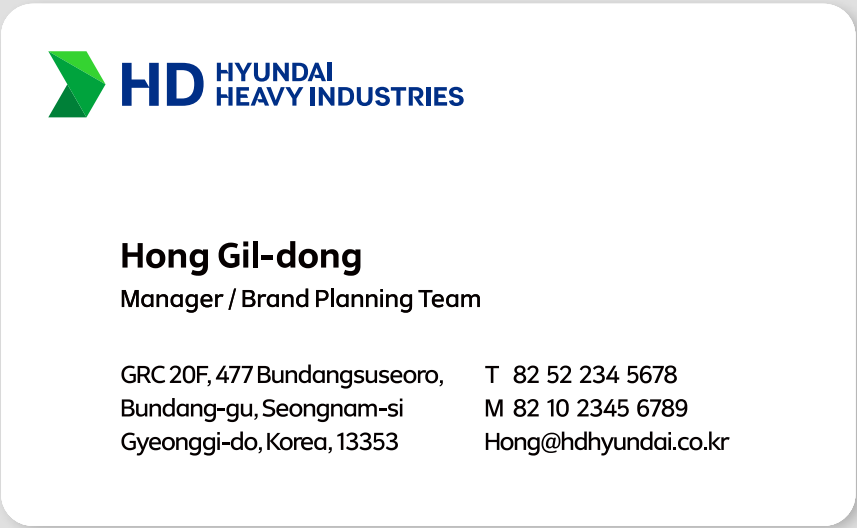 HD HYUNDAI
HEAVY INDUSTRIES
Hong Gil-dong
Manager / Brand Planning Team
GRC 20F, 477 Bundangsuseoro,
Bundang-gu, Seongnam-si
Gyeonggi-do, Korea, 13353
T 82 52 234 5678
M 82 10 2345 6789
Hong@hdhyundai.co.kr